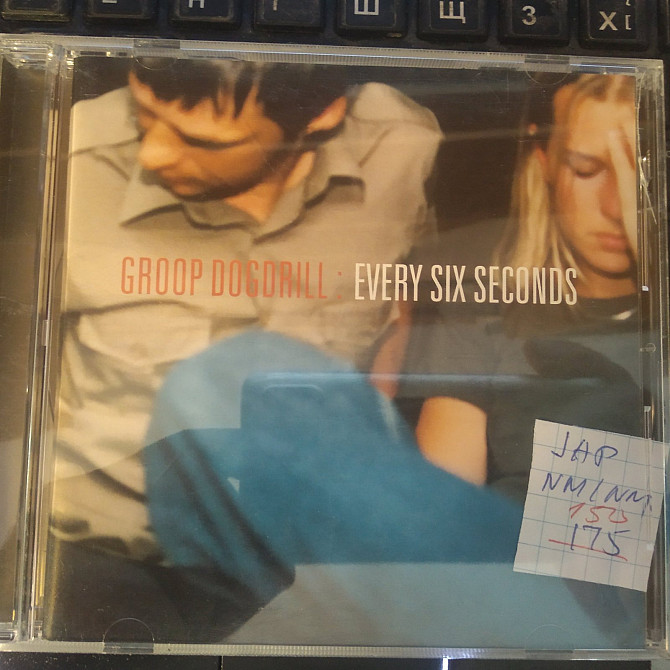 Н Г Ш Щ З Х [
GROOP DOGDRILL : EVERY SIX SECONDS
JAP
NM/NM
150
175